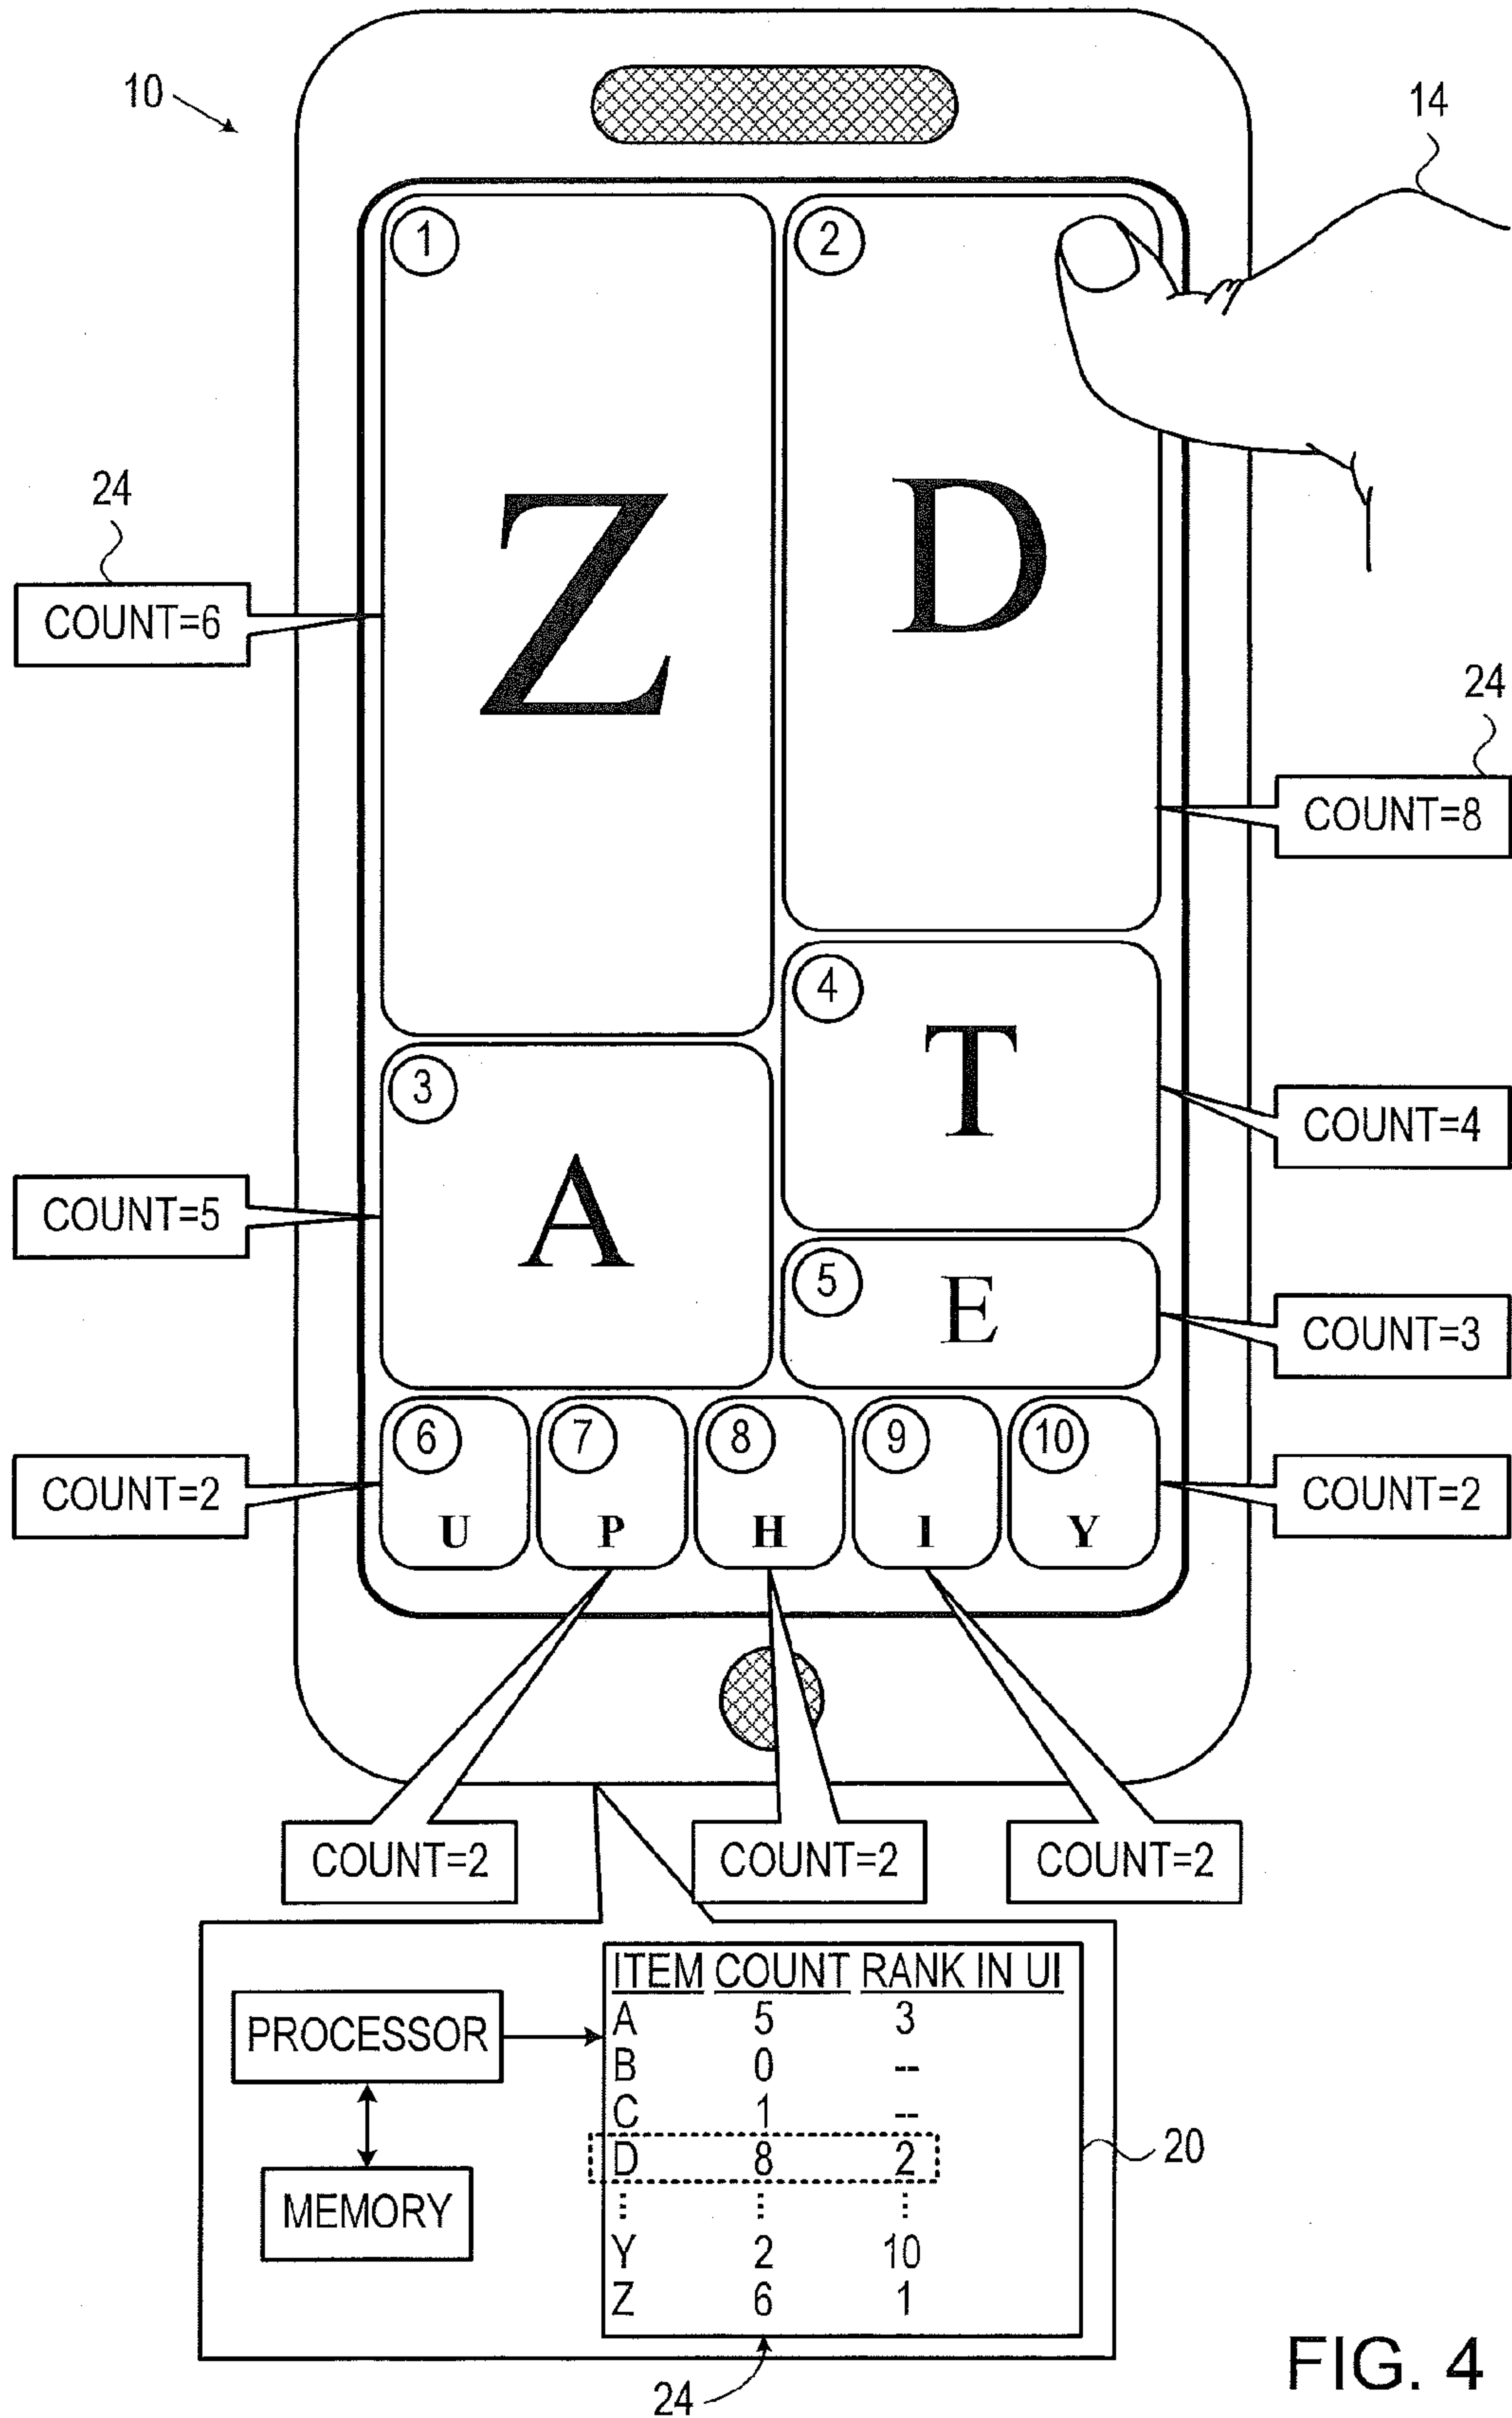 10
14
1
2
Z
D
24
COUNT=6
24
COUNT=8
4
T
COUNT=4
3
A
COUNT=5
5
E
COUNT=3
6
7
8
9
10
COUNT=2
U
P
H
I
Y
COUNT=2
COUNT=2
COUNT=2
COUNT=2
ITEM COUNT RANK IN UI
PROCESSOR
A 5 3
B 0 --
C 1 --
D 8 2
20
MEMORY
⋮ ⋮ ⋮
Y 2 10
Z 6 1
24
FIG. 4